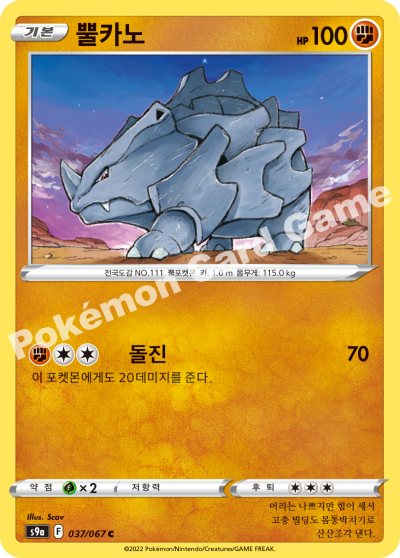 기본 뿔카노 HP 100
전국도감 NO.111 뿔포켓몬 키: 1.0 m 몸무게: 115.0 kg
돌진 70
이 포켓몬에게도 20데미지를 준다.
약점 ×2 저항력 후퇴
Illus. Scav
머리는 나쁘지만 힘이 세서
고층 빌딩도 몸통박치기로
산산조각 낸다.
s9a F 037/067 C
©2022 Pokémon/Nintendo/Creatures/GAME FREAK.
Pokémon Card Game